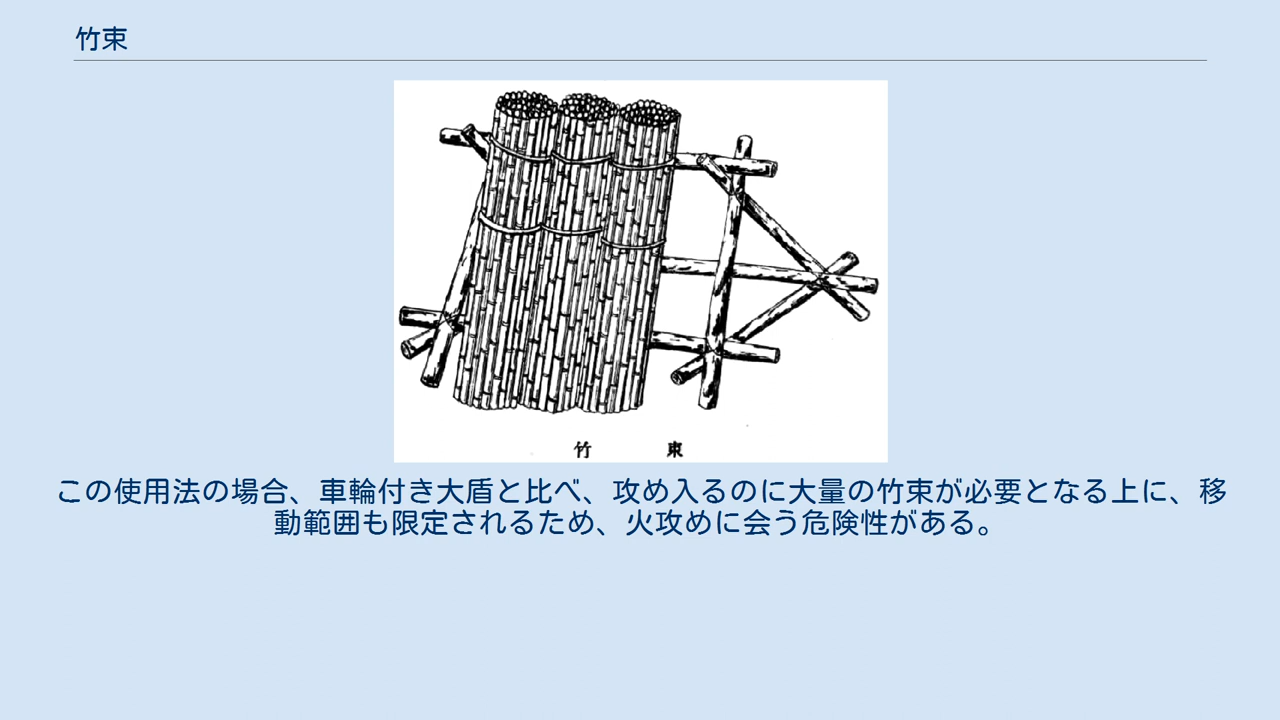 竹束
竹 束
この使用法の場合、車輪付き大盾と比べ、攻め入るのに大量の竹束が必要となる上に、移
動範囲も限定されるため、火攻めに会う危険性がある。